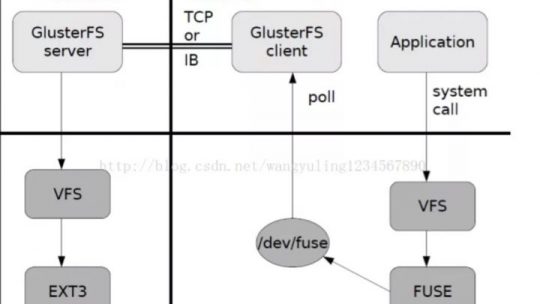 GlusterFS
server
TCP
or
IB
GlusterFS
client
Application
poll
system
call
http://blog.csdn.net/wangyuling1234567890
VFS
VFS
/dev/fuse
EXT3
FUSE